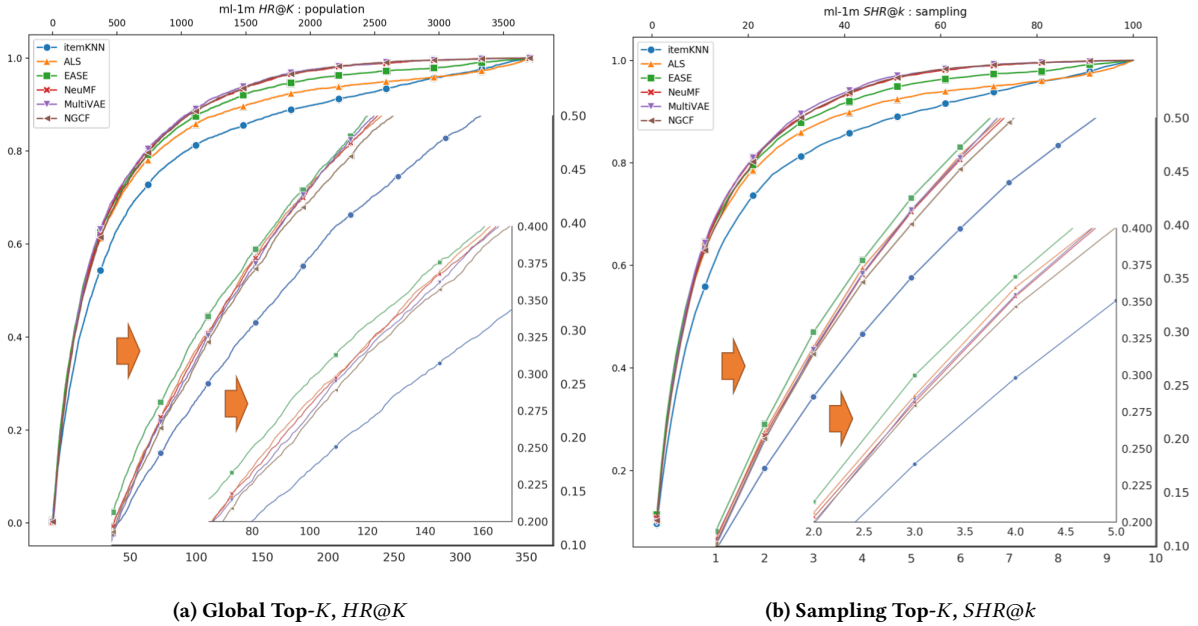 ml-1m HR@K : population
0 500 1000 1500 2000 2500 3000 3500
itemKNN
ALS
EASE
NeuMF
MultiVAE
NGCF
1.0
0.8
0.6
0.4
0.2
0.0
0.50
0.45
0.40
0.35
0.30
0.25
0.20
0.15
0.10
0.400
0.375
0.350
0.325
0.300
0.275
0.250
0.225
0.200
80 100 120 140 160
50 100 150 200 250 300 350
(a) Global Top-K, HR@K
ml-1m SHR@k : sampling
0 20 40 60 80 100
itemKNN
ALS
EASE
NeuMF
MultiVAE
NGCF
1.0
0.8
0.6
0.4
0.2
0.50
0.45
0.40
0.35
0.30
0.25
0.20
0.15
0.10
0.400
0.375
0.350
0.325
0.300
0.275
0.250
0.225
0.200
2.0 2.5 3.0 3.5 4.0 4.5 5.0
1 2 3 4 5 6 7 8 9 10
(b) Sampling Top-K, SHR@k